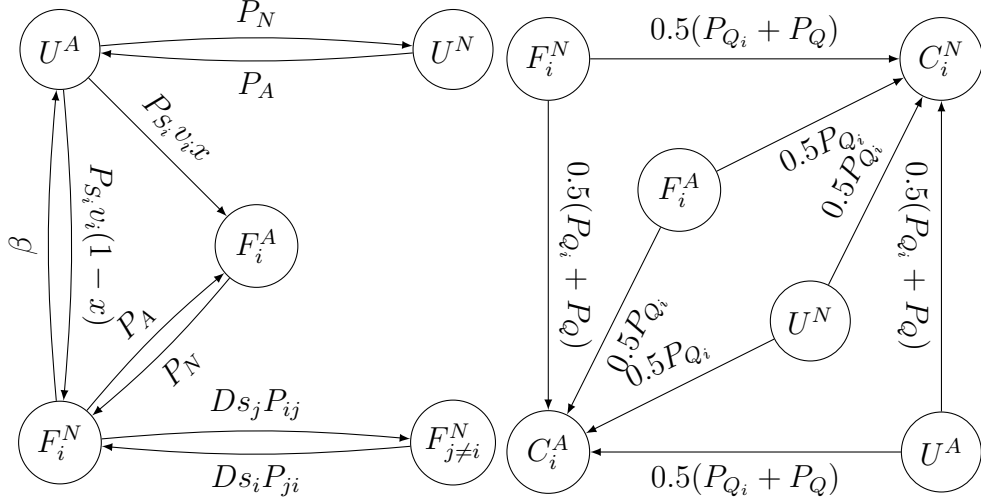 P_N
U^A
U^N
P_A
P_{S_i} v_i x
β
P_{S_i} v_i(1 − x)
F_i^A
P_A
P_N
Ds_j P_{ij}
F_i^N
F_{j≠i}^N
Ds_i P_{ji}
0.5(P_{Q_i} + P_Q)
F_i^N
C_i^N
0.5P_{Q_i}
0.5P_{Q_i}
F_i^A
0.5(P_{Q_i} + P_Q)
0.5(P_{Q_i} + P_Q)
0.5P_{Q_i}
U^N
0.5P_{Q_i}
C_i^A
U^A
0.5(P_{Q_i} + P_Q)